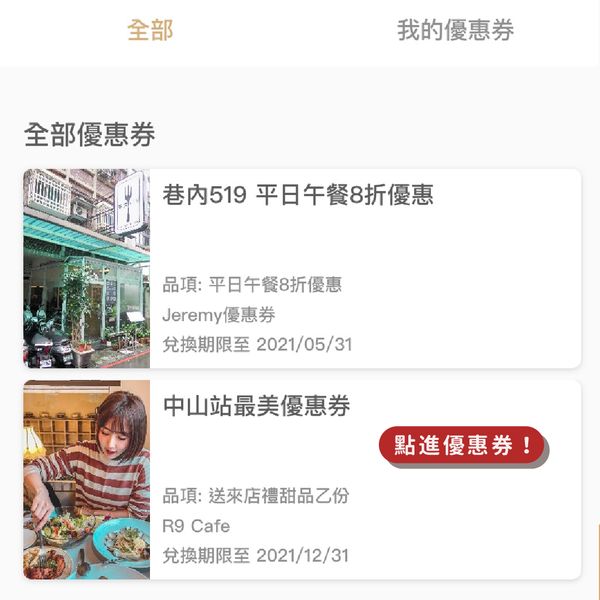 全部
我的優惠券
全部優惠券
巷內519 平日午餐8折優惠
品項: 平日午餐8折優惠
Jeremy優惠券
兌換期限至 2021/05/31
中山站最美優惠券
點進優惠券！
品項: 送來店禮甜品乙份
R9 Cafe
兌換期限至 2021/12/31